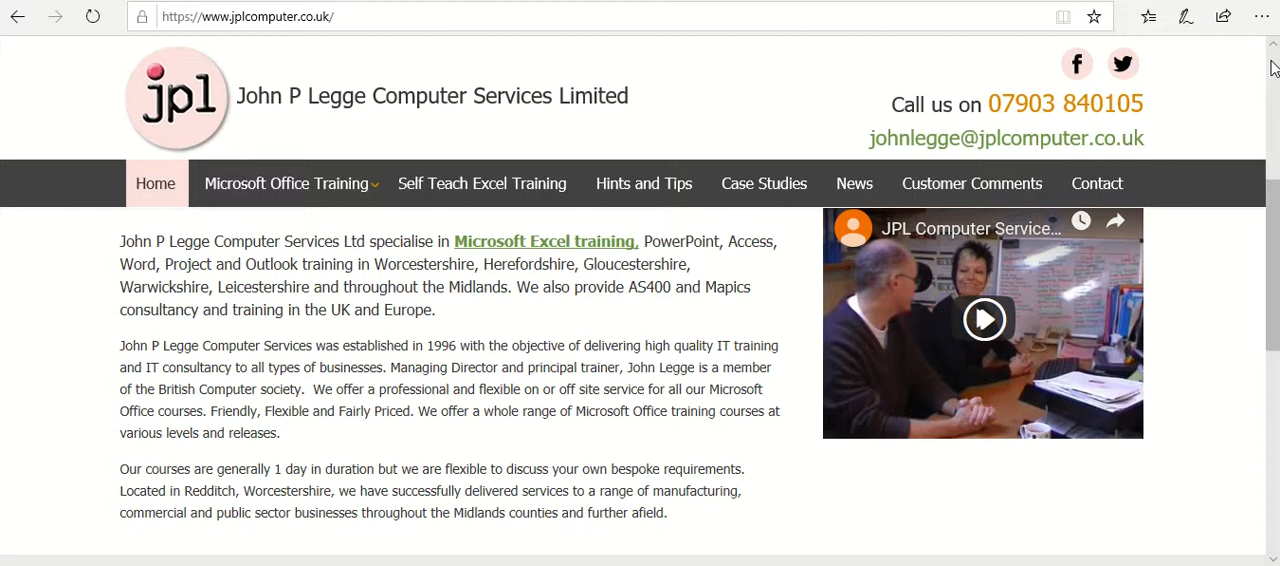 https://www.jplcomputer.co.uk/
jpl
John P Legge Computer Services Limited
Call us on 07903 840105
johnlegge@jplcomputer.co.uk
Home Microsoft Office Training Self Teach Excel Training Hints and Tips Case Studies News Customer Comments Contact
John P Legge Computer Services Ltd specialise in Microsoft Excel training, PowerPoint, Access,
Word, Project and Outlook training in Worcestershire, Herefordshire, Gloucestershire,
Warwickshire, Leicestershire and throughout the Midlands. We also provide AS400 and Mapics
consultancy and training in the UK and Europe.
John P Legge Computer Services was established in 1996 with the objective of delivering high quality IT training
and IT consultancy to all types of businesses. Managing Director and principal trainer, John Legge is a member
of the British Computer society. We offer a professional and flexible on or off site service for all our Microsoft
Office courses. Friendly, Flexible and Fairly Priced. We offer a whole range of Microsoft Office training courses at
various levels and releases.
Our courses are generally 1 day in duration but we are flexible to discuss your own bespoke requirements.
Located in Redditch, Worcestershire, we have successfully delivered services to a range of manufacturing,
commercial and public sector businesses throughout the Midlands counties and further afield.
JPL Computer Service...